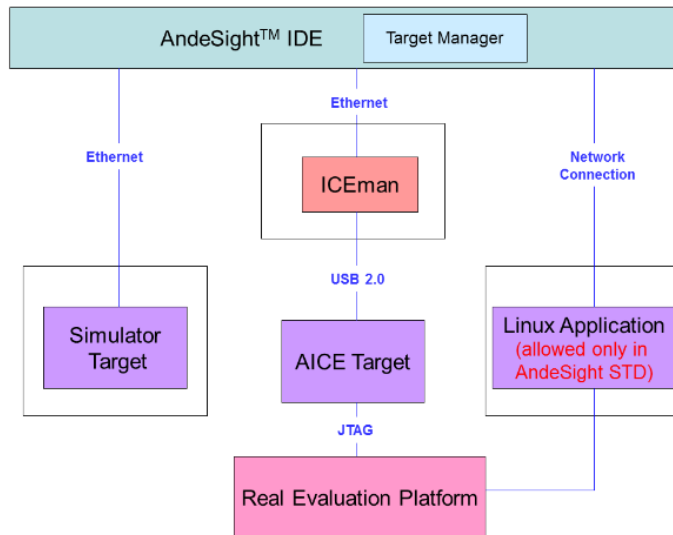 AndeSight™ IDE
Target Manager
Ethernet
Ethernet
Network
Connection
ICEman
USB 2.0
Simulator
Target
AICE Target
Linux Application
(allowed only in
AndeSight STD)
JTAG
Real Evaluation Platform